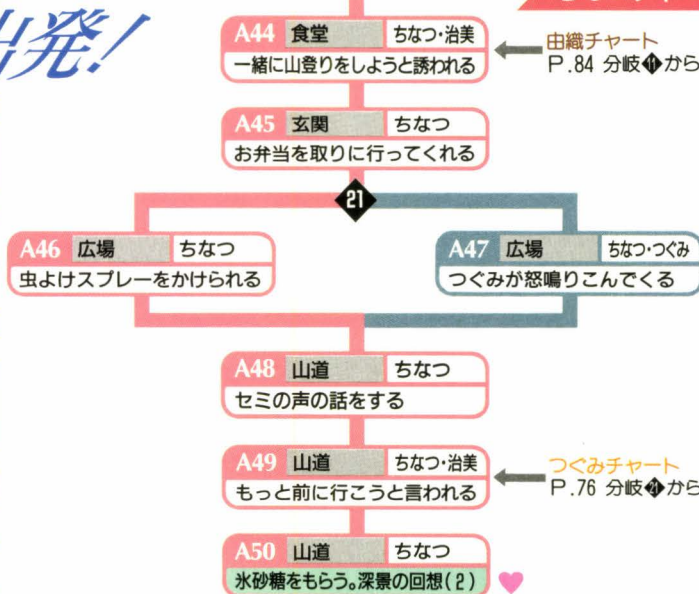 出発!
A44 食堂 ちなつ・治美
一緒に山登りをしようと誘われる
由織チャート
P.84 分岐⓫から
A45 玄関 ちなつ
お弁当を取りに行ってくれる
21
A46 広場 ちなつ
虫よけスプレーをかけられる
A47 広場 ちなつ・つぐみ
つぐみが怒鳴りこんでくる
A48 山道 ちなつ
セミの声の話をする
A49 山道 ちなつ・治美
もっと前に行こうと言われる
つぐみチャート
P.76 分岐㉑から
A50 山道 ちなつ
氷砂糖をもらう。深景の回想(2)